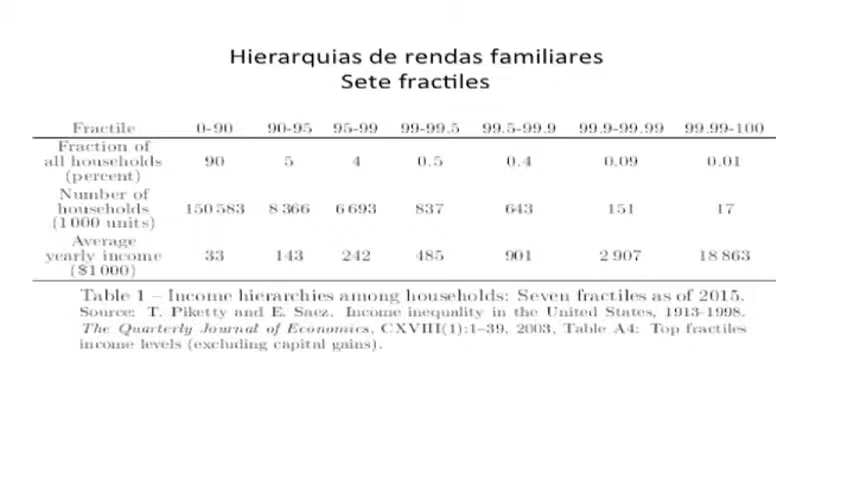 Hierarquias de rendas familiares
Sete fractiles
Fractile 0-90 90-95 95-99 99-99.5 99.5-99.9 99.9-99.99 99.99-100
Fraction of
all households 90 5 4 0.5 0.4 0.09 0.01
(percent)
Number of
households 150 583 8 366 6 693 837 643 151 17
(1 000 units)
Average
yearly income 33 143 242 485 901 2 907 18 863
($1 000)
Table 1 – Income hierarchies among households: Seven fractiles as of 2015.
Source: T. Piketty and E. Saez. Income inequality in the United States, 1913-1998.
The Quarterly Journal of Economics, CXVIII(1):1–39, 2003, Table A4: Top fractiles
income levels (excluding capital gains).